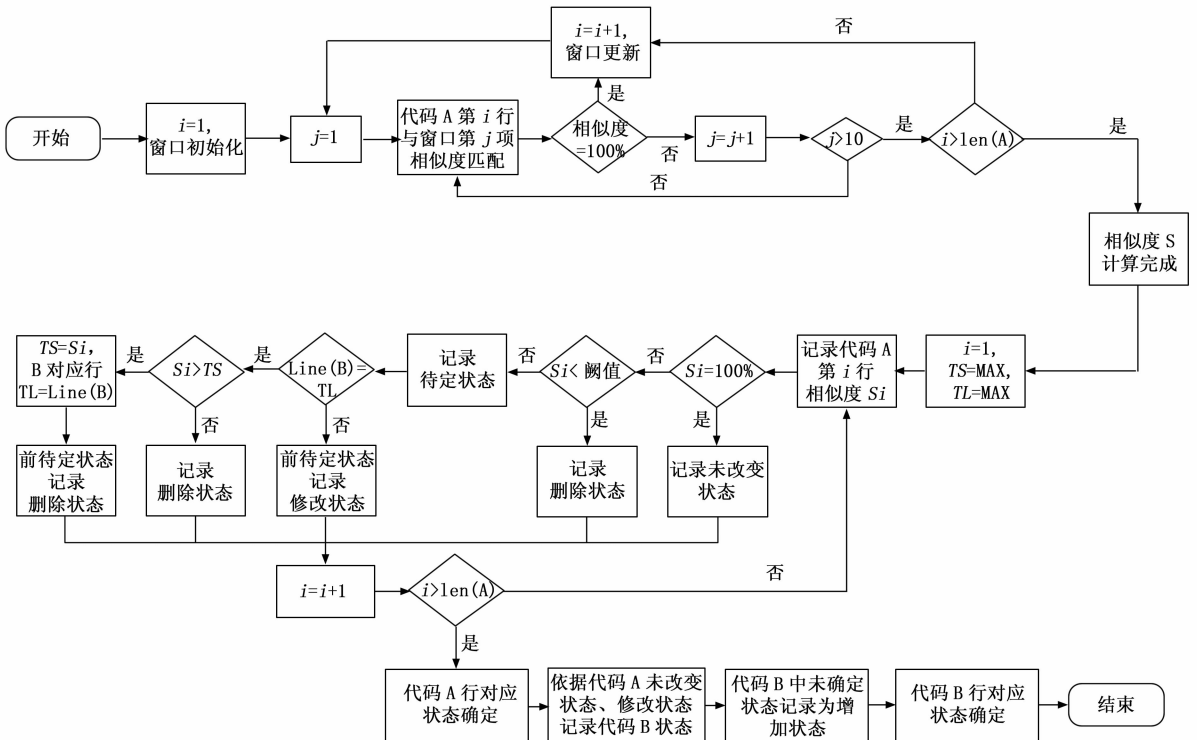 开始
i=1,
窗口初始化
j=1
代码 A 第 i 行
与窗口第 j 项
相似度匹配
相似度
=100%
是
否
i=i+1,
窗口更新
j=j+1
j>10
是
否
i>len(A)
否
是
相似度 S
计算完成
i=1,
TS=MAX,
TL=MAX
记录代码 A
第 i 行
相似度 Si
Si=100%
否
是
Si<阈值
否
是
记录
待定状态
Line(B)=
TL
是
否
Si>TS
是
否
TS=Si,
B 对应行
TL=Line(B)
前待定状态
记录
删除状态
记录
删除状态
前待定状态
记录
修改状态
记录
删除状态
记录未改变
状态
i=i+1
i>len(A)
否
是
代码 A 行对应
状态确定
依据代码 A 未改变
状态、修改状态
记录代码 B 状态
代码 B 中未确定
状态记录为增
加状态
代码 B 行对应
状态确定
结束